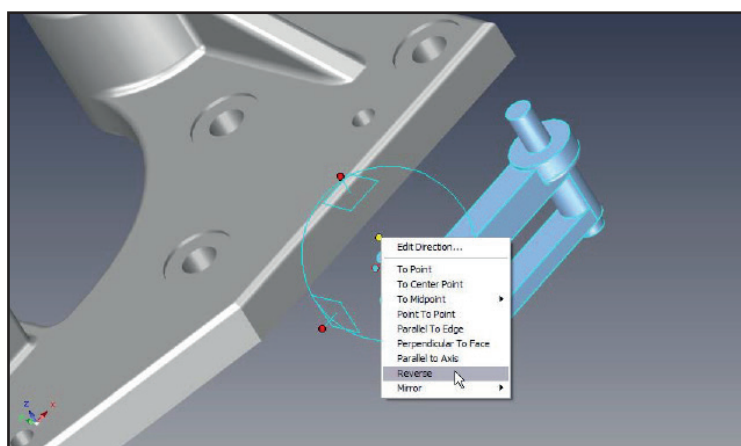 Edit Direction...
To Point
To Center Point
To Midpoint
Point To Point
Parallel To Edge
Perpendicular To Face
Parallel to Axis
Reverse
Mirror
Z
X